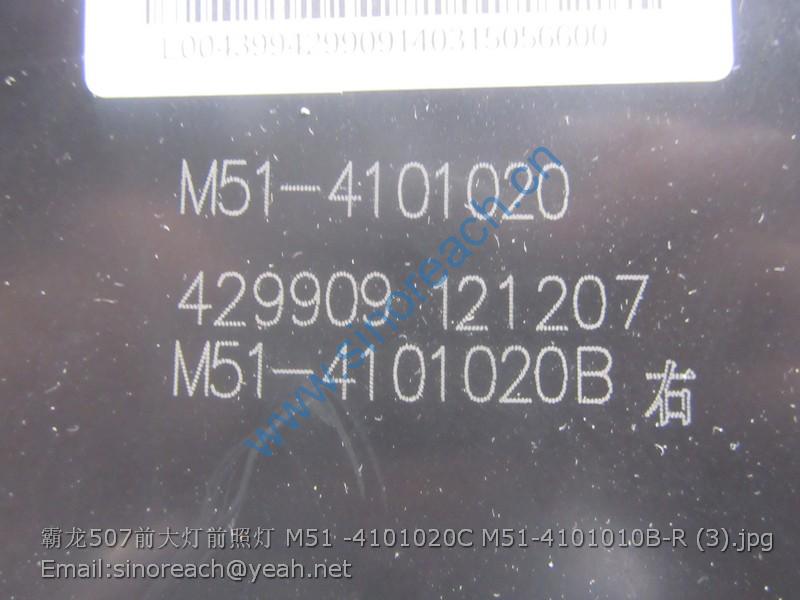 L004399429909140315056600
M51-4101020
429909 121207
M51-4101020B 右
www.sinoreach.cn
霸龙507前大灯前照灯 M51 -4101020C M51-4101010B-R (3).jpg
Email:sinoreach@yeah.net